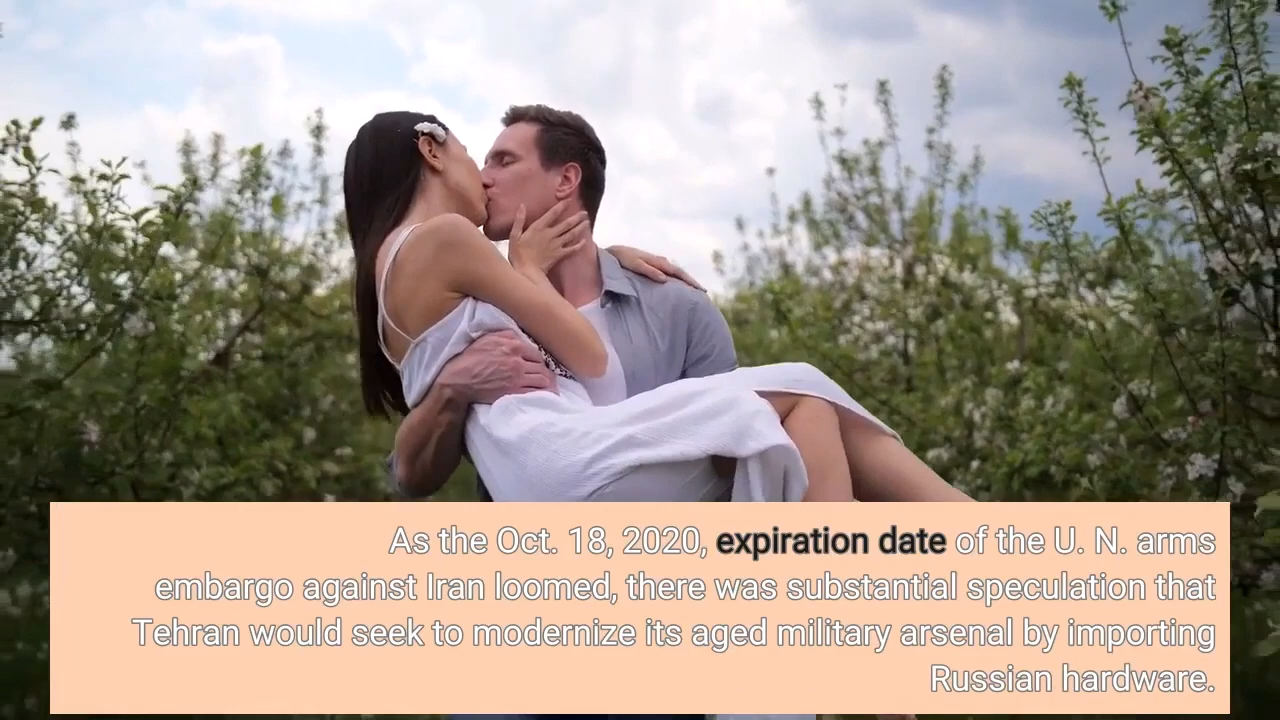 As the Oct. 18, 2020, expiration date of the U. N. arms
embargo against Iran loomed, there was substantial speculation that
Tehran would seek to modernize its aged military arsenal by importing
Russian hardware.